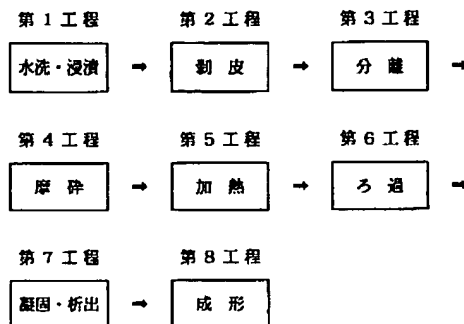 第1工程 第2工程 第3工程
水洗・浸漬 → 剝皮 → 分離 →
第4工程 第5工程 第6工程
摩砕 → 加熱 → ろ過 →
第7工程 第8工程
凝固・析出 → 成形